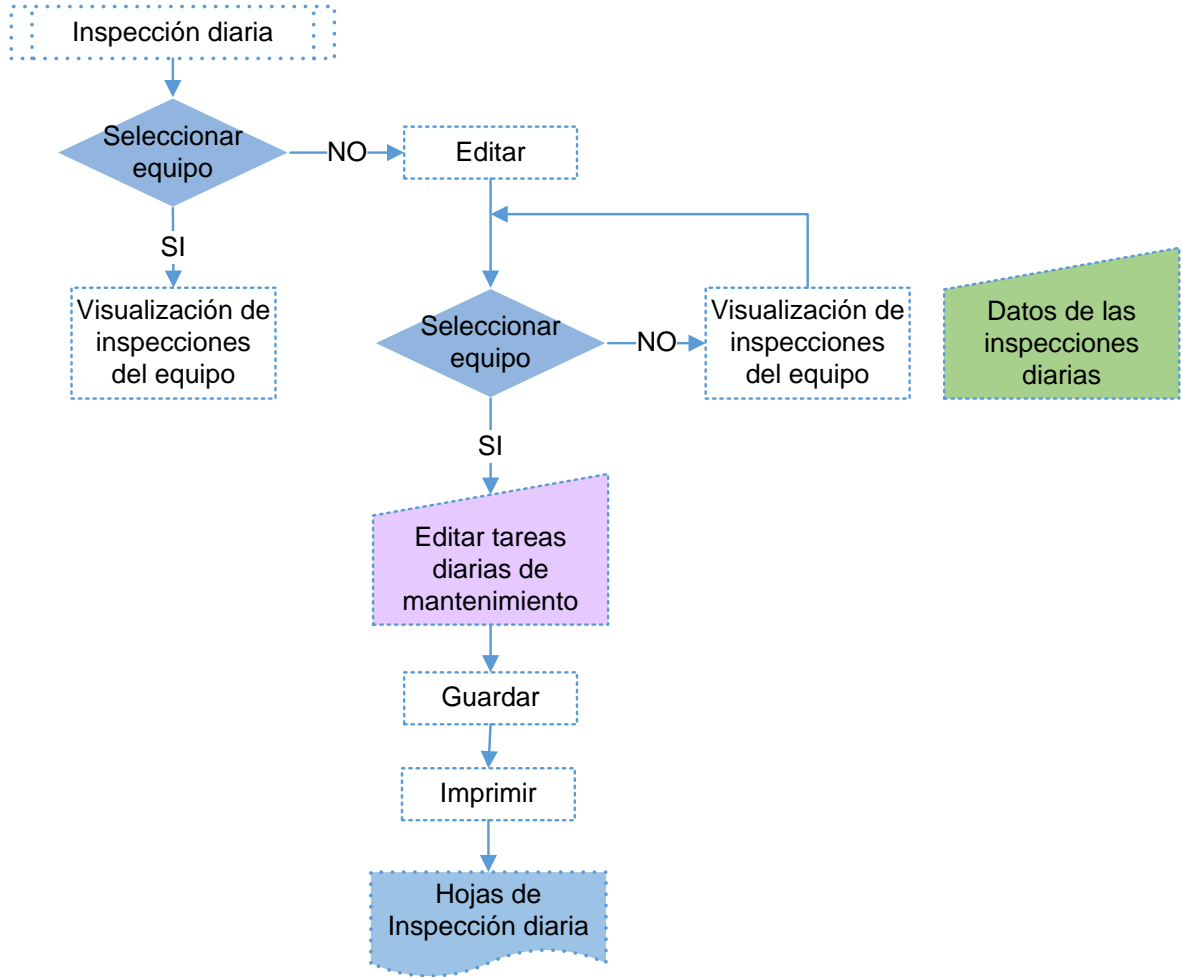 Inspección diaria
Seleccionar
equipo
NO
Editar
SI
Visualización de
inspecciones
del equipo
Seleccionar
equipo
NO
Visualización de
inspecciones
del equipo
Datos de las
inspecciones
diarias
SI
Editar tareas
diarias de
mantenimiento
Guardar
Imprimir
Hojas de
Inspección diaria